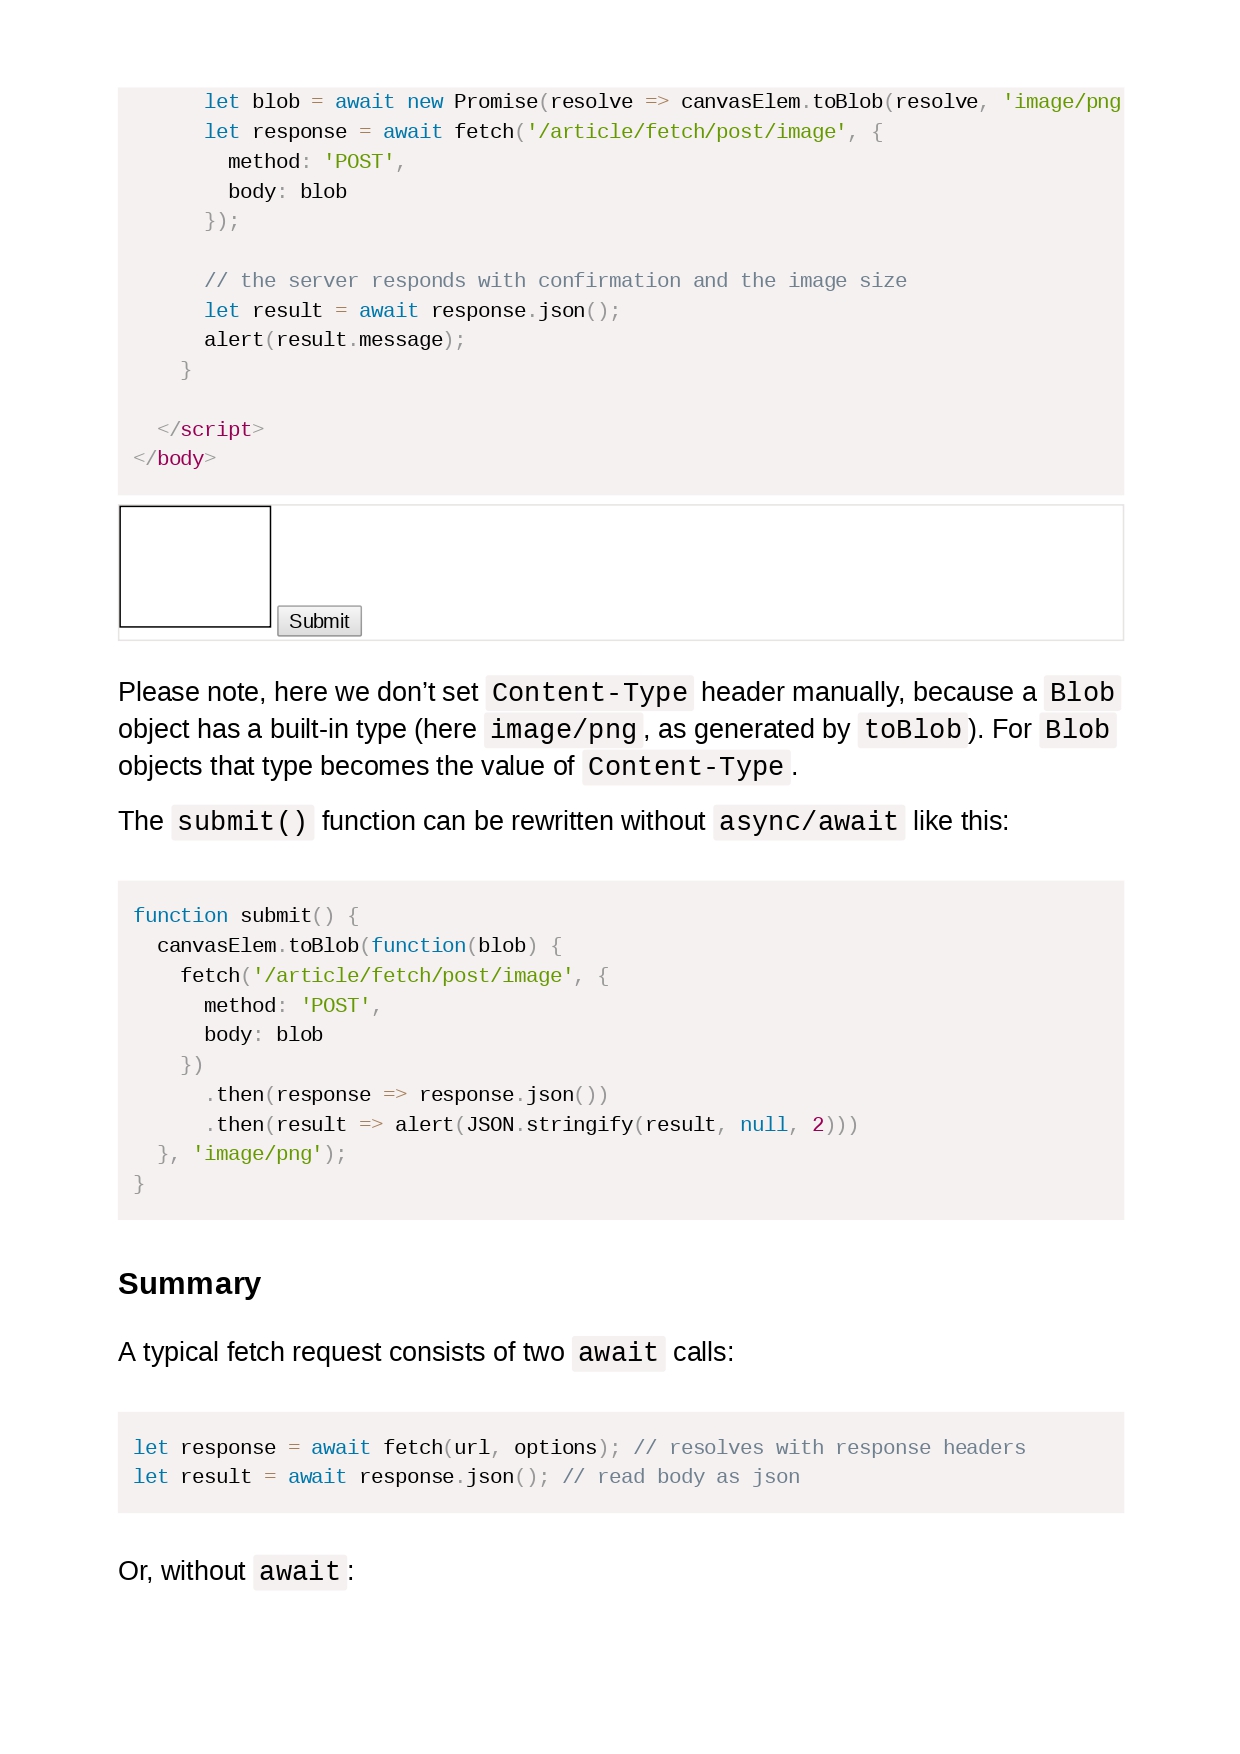 let blob = await new Promise(resolve => canvasElem.toBlob(resolve, 'image/png
      let response = await fetch('/article/fetch/post/image', {
        method: 'POST',
        body: blob
      });

      // the server responds with confirmation and the image size
      let result = await response.json();
      alert(result.message);
    }

  </script>
</body>
Submit
Please note, here we don’t set Content-Type header manually, because a Blob
object has a built-in type (here image/png, as generated by toBlob). For Blob
objects that type becomes the value of Content-Type.
The submit() function can be rewritten without async/await like this:
function submit() {
  canvasElem.toBlob(function(blob) {
    fetch('/article/fetch/post/image', {
      method: 'POST',
      body: blob
    })
      .then(response => response.json())
      .then(result => alert(JSON.stringify(result, null, 2)))
  }, 'image/png');
}
Summary
A typical fetch request consists of two await calls:
let response = await fetch(url, options); // resolves with response headers
let result = await response.json(); // read body as json
Or, without await: